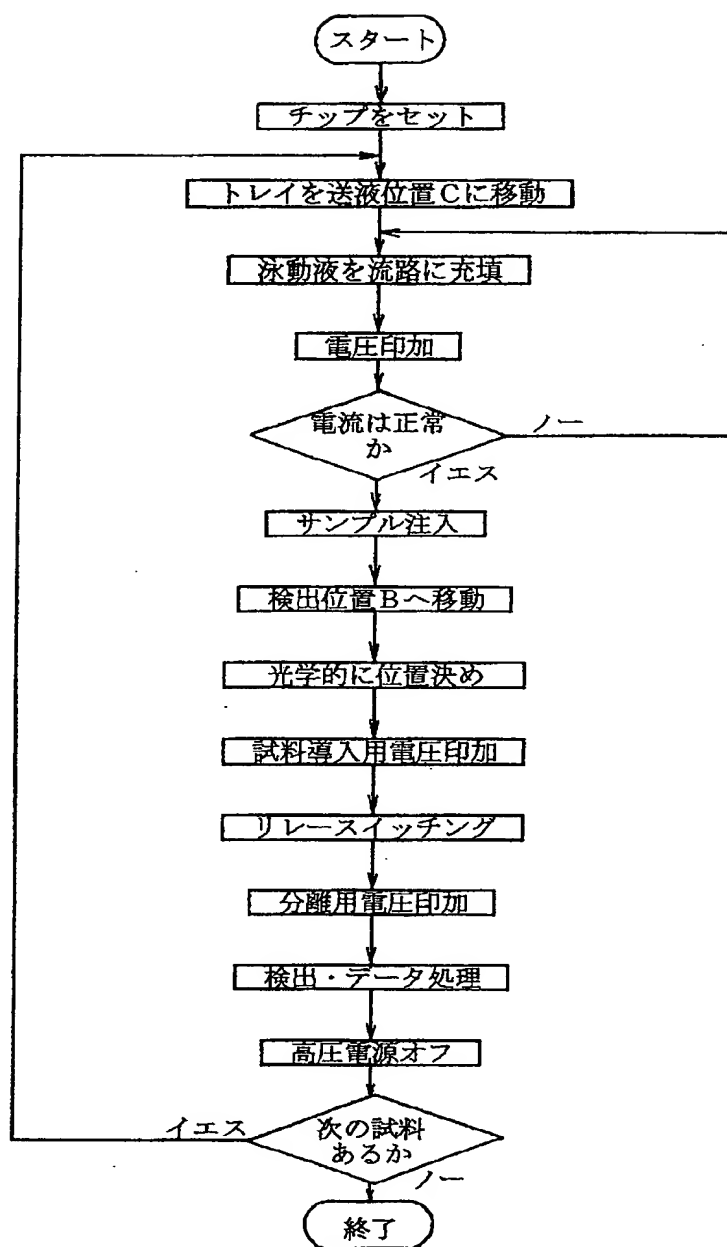 スタート
チップをセット
トレイを送液位置Cに移動
泳動液を流路に充填
電圧印加
電流は正常
か
ノー
イエス
サンプル注入
検出位置Bへ移動
光学的に位置決め
試料導入用電圧印加
リレースイッチング
分離用電圧印加
検出・データ処理
高圧電源オフ
イエス
次の試料
あるか
ノー
終了